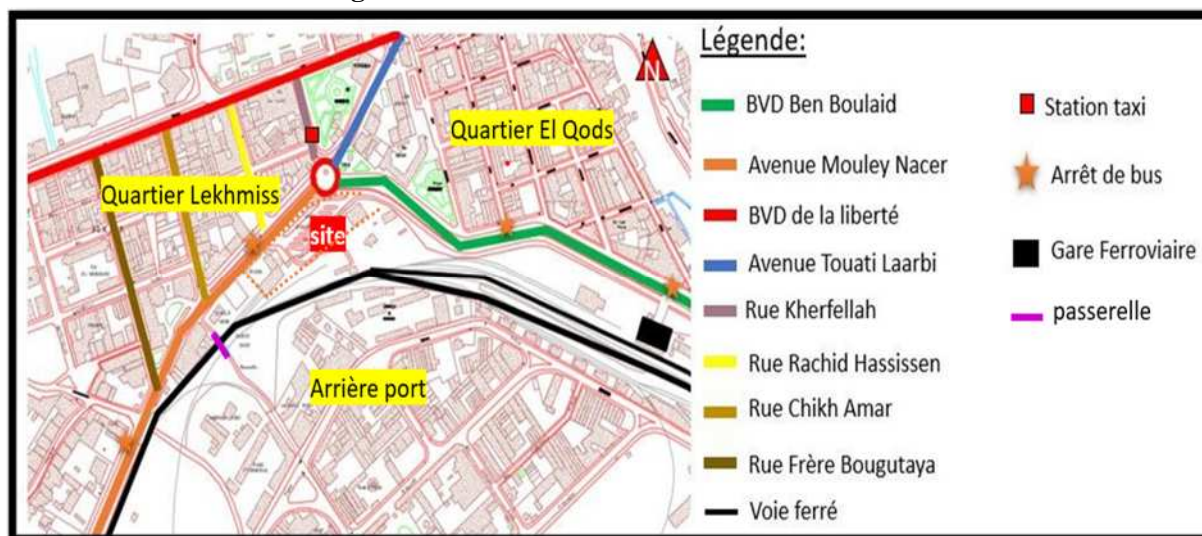 Légende:
N
Quartier El Qods
Quartier Lekhmiss
site
Arrière port
BVD Ben Boulaid
Avenue Mouley Nacer
BVD de la liberté
Avenue Touati Laarbi
Rue Kherfellah
Rue Rachid Hassissen
Rue Chikh Amar
Rue Frère Bougutaya
Voie ferré
Station taxi
Arrêt de bus
Gare Ferroviaire
passerelle